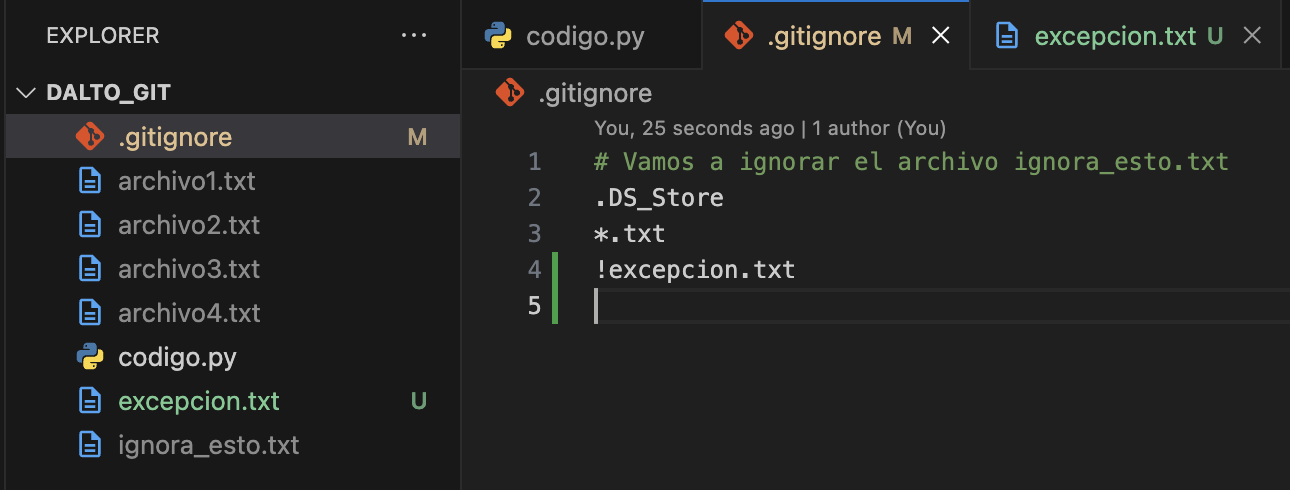 EXPLORER ...
DALTO_GIT
.gitignore M
archivo1.txt
archivo2.txt
archivo3.txt
archivo4.txt
codigo.py
excepcion.txt U
ignora_esto.txt
codigo.py .gitignore M excepcion.txt U
.gitignore
You, 25 seconds ago | 1 author (You)
1 # Vamos a ignorar el archivo ignora_esto.txt
2 .DS_Store
3 *.txt
4 !excepcion.txt
5